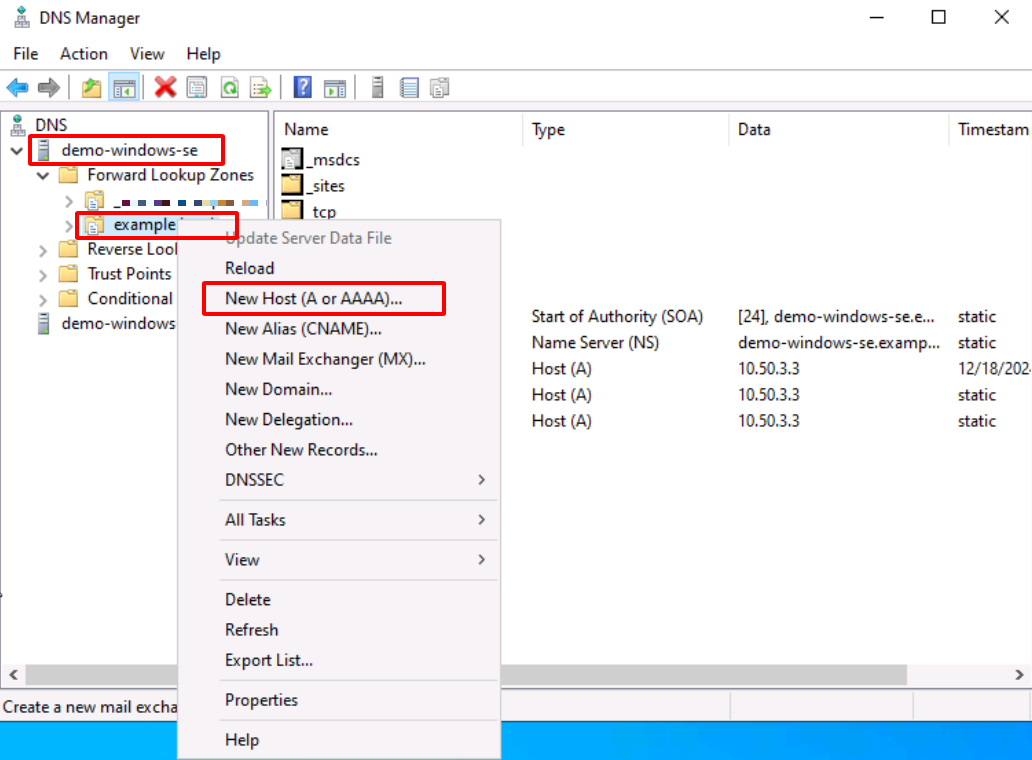 DNS Manager
File Action View Help
DNS
demo-windows-se
Forward Lookup Zones
example
Reverse Look
Trust Points
Conditional
demo-windows
Name Type Data Timestam
_msdcs
_sites
_tcp
Start of Authority (SOA) [24], demo-windows-se.e... static
Name Server (NS) demo-windows-se.examp... static
Host (A) 10.50.3.3 12/18/202
Host (A) 10.50.3.3 static
Host (A) 10.50.3.3 static
Update Server Data File
Reload
New Host (A or AAAA)...
New Alias (CNAME)...
New Mail Exchanger (MX)...
New Domain...
New Delegation...
Other New Records...
DNSSEC
All Tasks
View
Delete
Refresh
Export List...
Properties
Help
Create a new mail excha